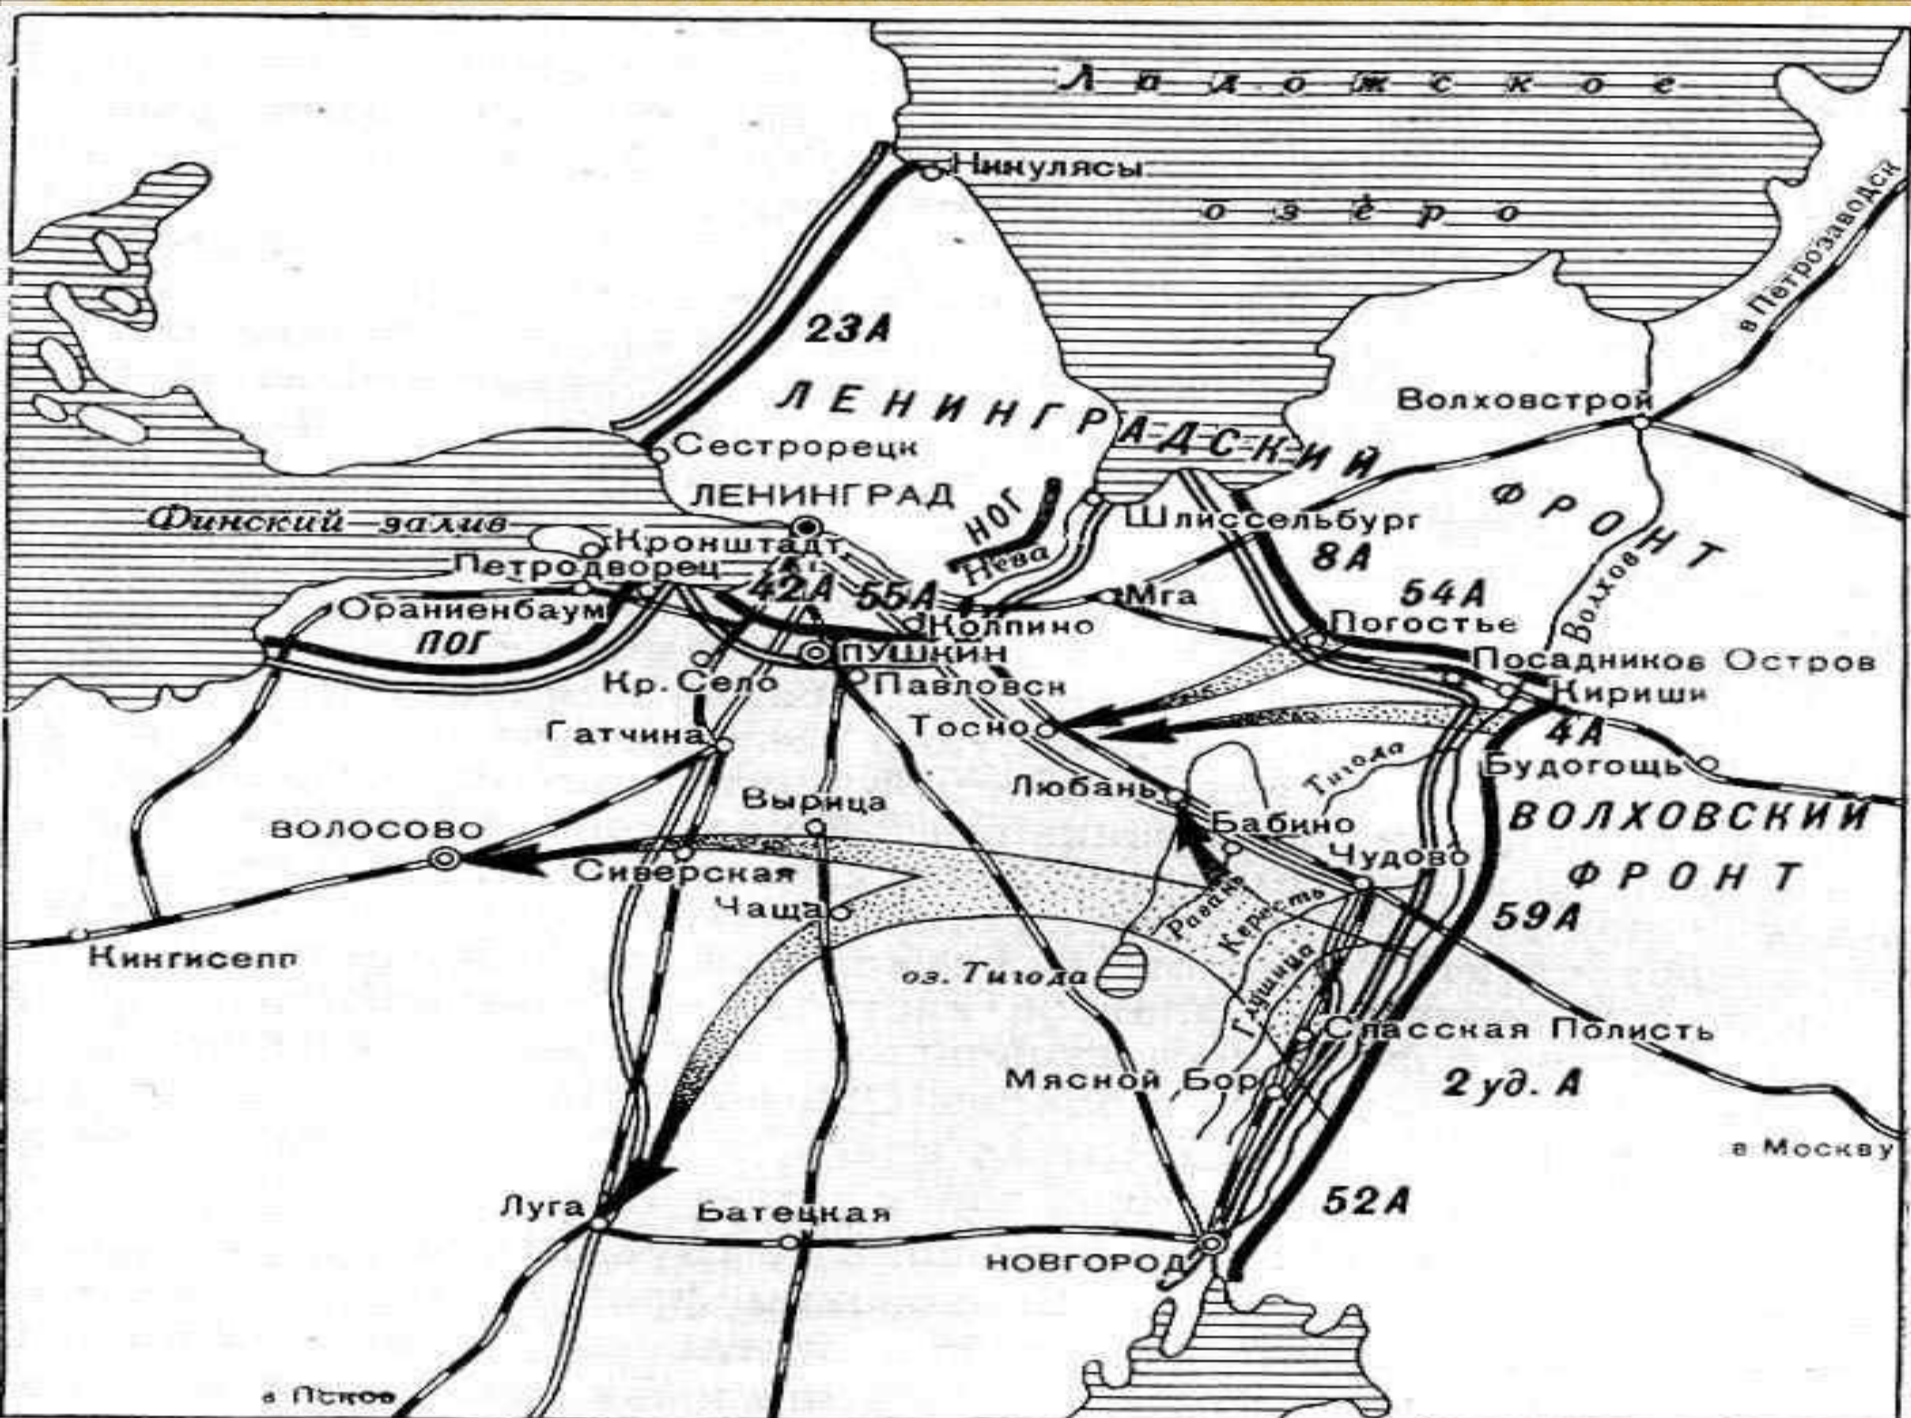 Ладожское
озеро
Никулясы
в Петрозаводск
23А
ЛЕНИНГРАДСКИЙ
ФРОНТ
Волховстрой
Сестрорецк
ЛЕНИНГРАД
НОГ
Нева
Шлиссельбург
Финский залив
Кронштадт
Петродворец
42А
55А
8А
54А
Мга
Волхов
Ораниенбаум
ПОГ
Колпино
Погостье
ПУШКИН
Посадников Остров
Кр. Село
Павловск
Кириши
Гатчина
Тосно
4А
Тигода
Будогощь
Любань
Вырица
ВОЛХОВСКИЙ
ФРОНТ
ВОЛОСОВО
Бабино
Чудово
Сиверская
Чаща
Равань
Кересть
59А
Кингисепп
оз. Тигода
Глушица
Спасская Полисть
Мясной Бор
2 уд. А
в Москву
52А
Луга
Батецкая
НОВГОРОД
в Псков